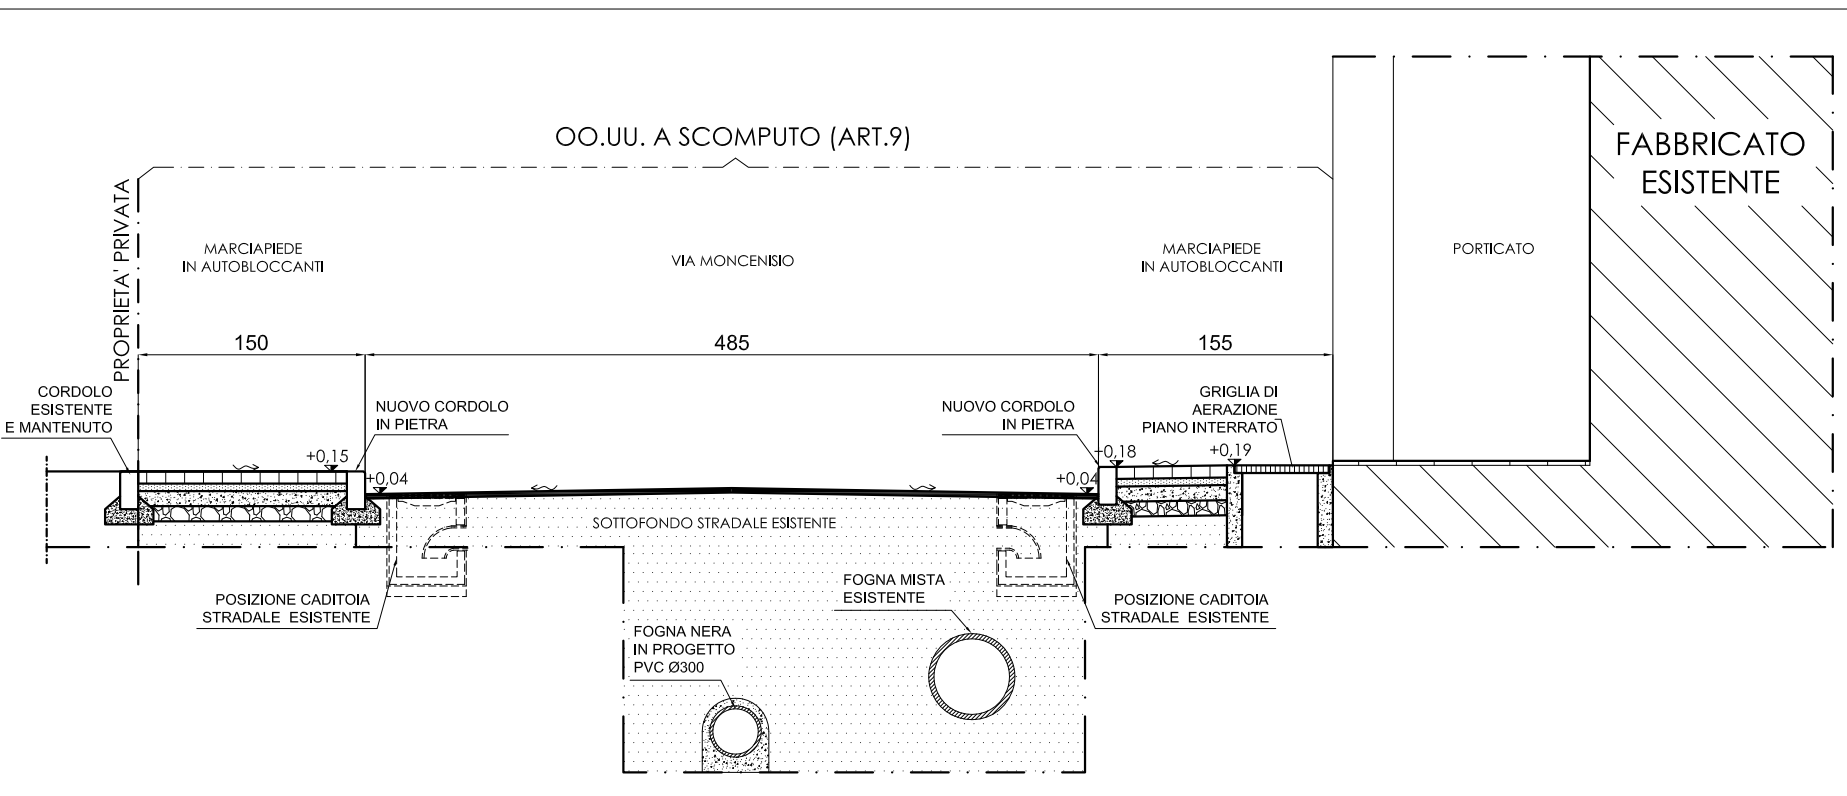 OO.UU. A SCOMPUTO (ART.9)
FABBRICATO
ESISTENTE
PROPRIETA' PRIVATA
MARCIAPIEDE
IN AUTOBLOCCANTI
VIA MONCENISIO
MARCIAPIEDE
IN AUTOBLOCCANTI
PORTICATO
150
485
155
CORDOLO
ESISTENTE
E MANTENUTO
NUOVO CORDOLO
IN PIETRA
NUOVO CORDOLO
IN PIETRA
GRIGLIA DI
AERAZIONE
PIANO INTERRATO
+0,15
+0,04
+0,04
+0,18
+0,19
SOTTOFONDO STRADALE ESISTENTE
POSIZIONE CADITOIA
STRADALE ESISTENTE
FOGNA MISTA
ESISTENTE
POSIZIONE CADITOIA
STRADALE ESISTENTE
FOGNA NERA
IN PROGETTO
PVC Ø300